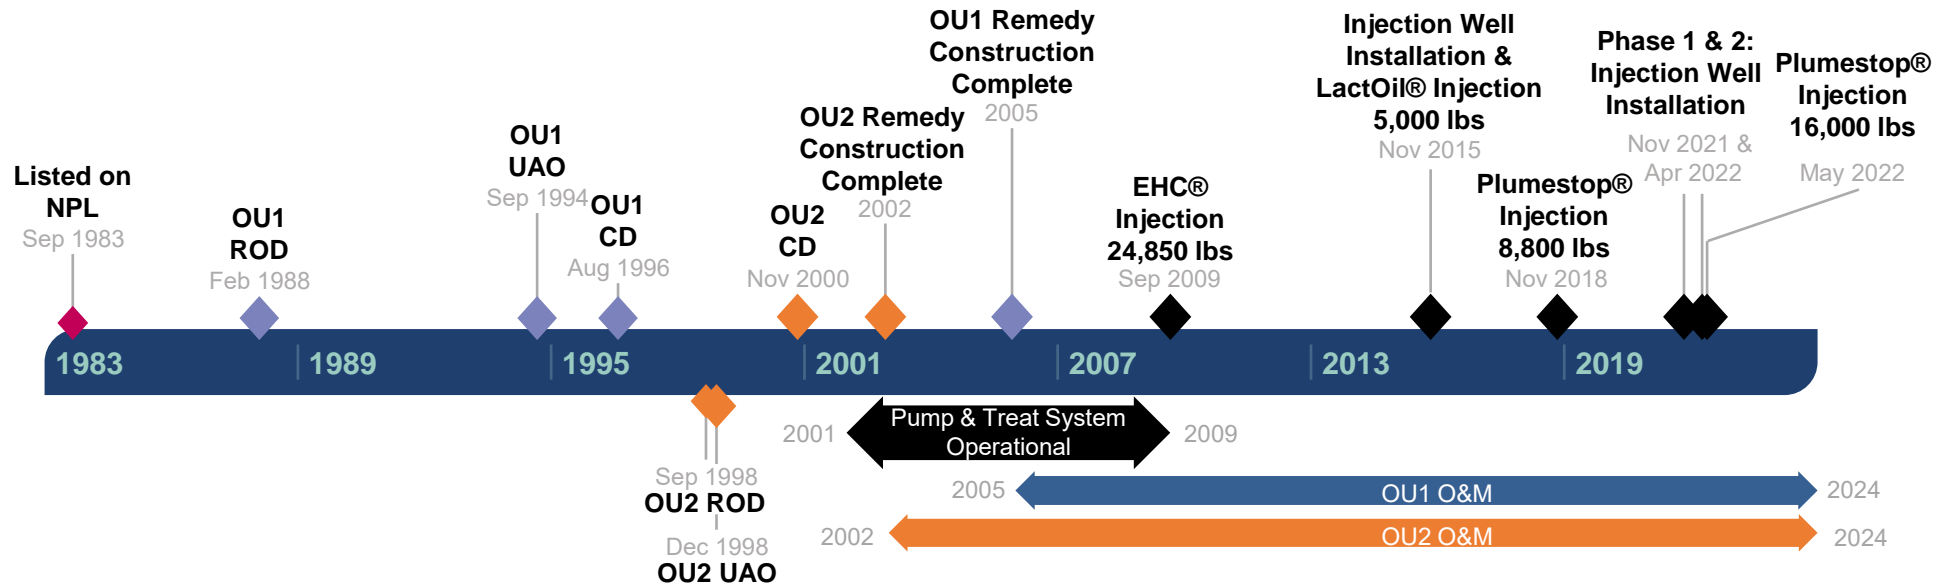 Listed on
NPL
Sep 1983
OU1
ROD
Feb 1988
OU1
UAO
Sep 1994
OU1
CD
Aug 1996
OU2
CD
Nov 2000
OU2 Remedy
Construction
Complete
2002
OU1 Remedy
Construction
Complete
2005
EHC®
Injection
24,850 lbs
Sep 2009
Injection Well
Installation &
LactOil® Injection
5,000 lbs
Nov 2015
Plumestop®
Injection
8,800 lbs
Nov 2018
Phase 1 & 2:
Injection Well
Installation
Nov 2021 &
Apr 2022
Plumestop®
Injection
16,000 lbs
May 2022
1983
1989
1995
2001
2007
2013
2019
Sep 1998
OU2 ROD
Dec 1998
OU2 UAO
2001
Pump & Treat System
Operational
2009
2005
OU1 O&M
2024
2002
OU2 O&M
2024